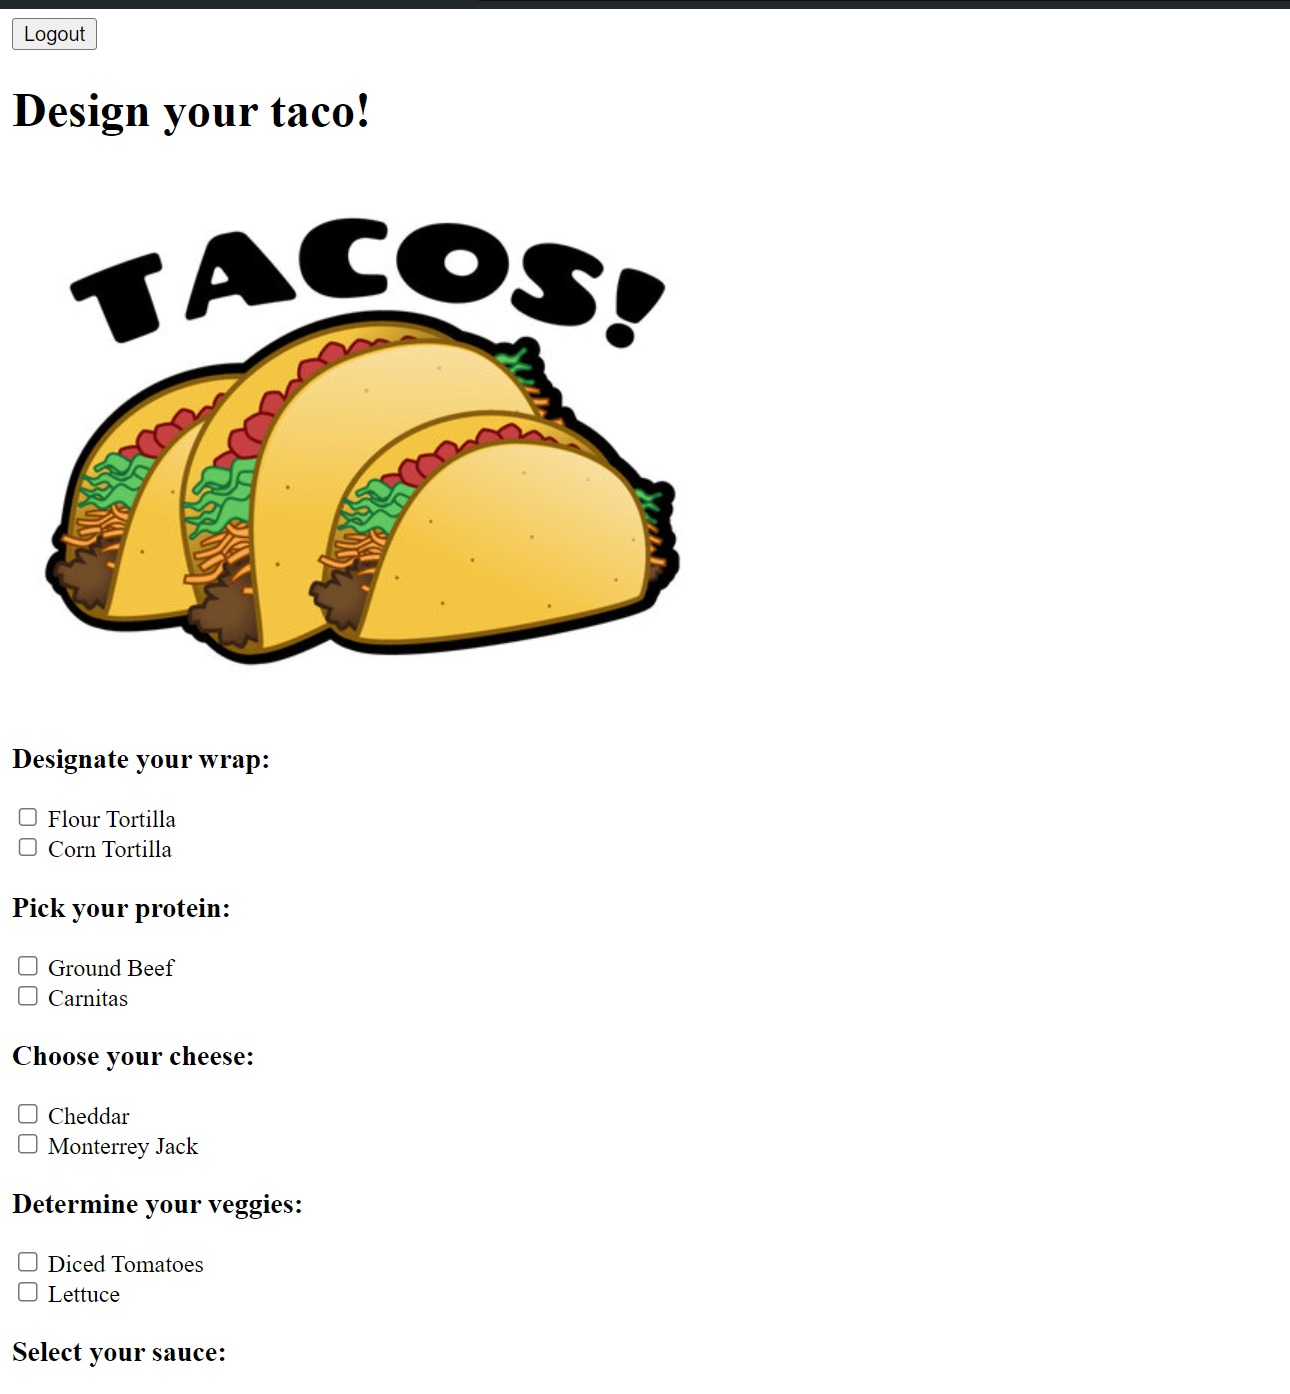 Logout
Design your taco!
TACOS!
Designate your wrap:
Flour Tortilla
Corn Tortilla
Pick your protein:
Ground Beef
Carnitas
Choose your cheese:
Cheddar
Monterrey Jack
Determine your veggies:
Diced Tomatoes
Lettuce
Select your sauce: